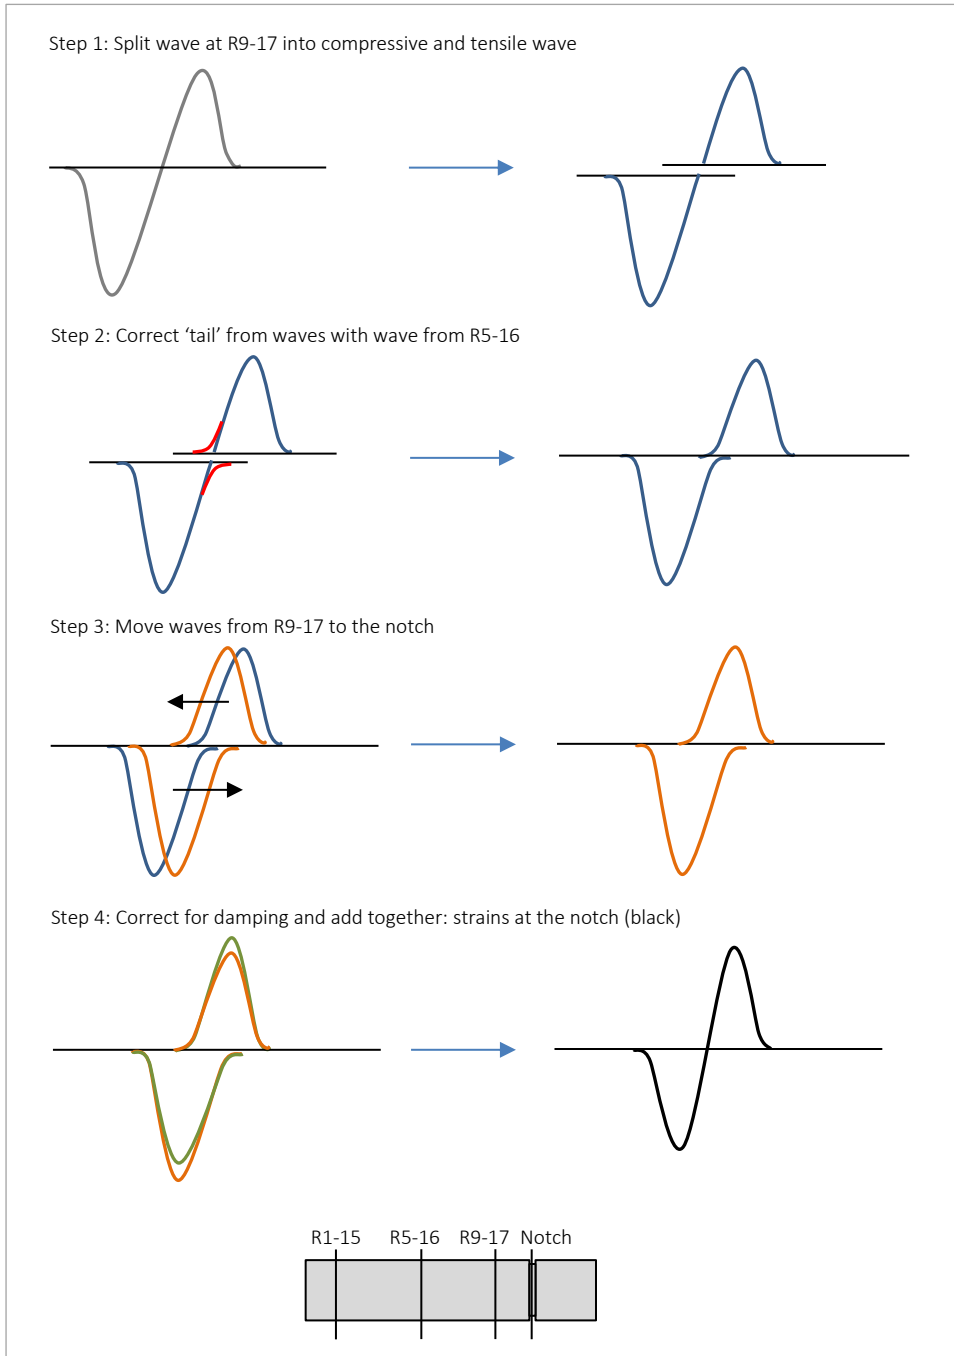 Step 1: Split wave at R9-17 into compressive and tensile wave
Step 2: Correct ‘tail’ from waves with wave from R5-16
Step 3: Move waves from R9-17 to the notch
Step 4: Correct for damping and add together: strains at the notch (black)
R1-15 R5-16 R9-17 Notch